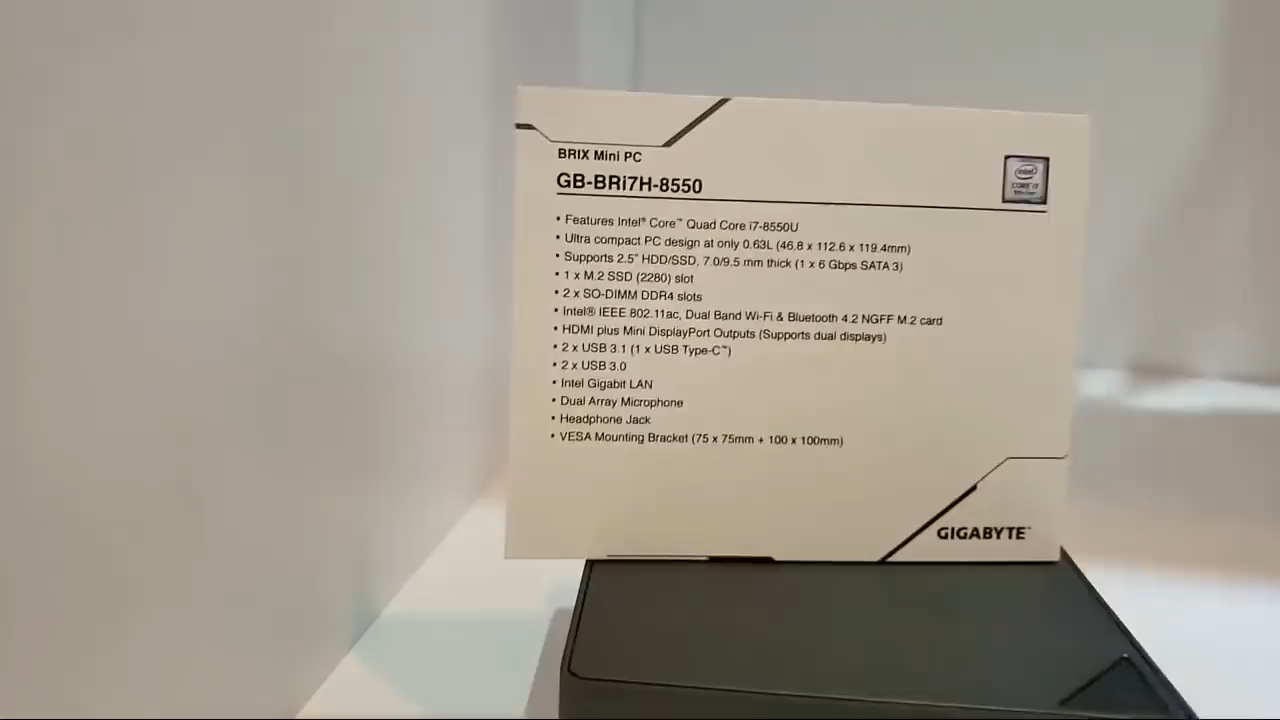 BRIX Mini PC
GB-BRi7H-8550
intel
CORE i7
• Features Intel® Core™ Quad Core i7-8550U
• Ultra compact PC design at only 0.63L (46.8 x 112.6 x 119.4mm)
• Supports 2.5" HDD/SSD, 7.0/9.5 mm thick (1 x 6 Gbps SATA 3)
• 1 x M.2 SSD (2280) slot
• 2 x SO-DIMM DDR4 slots
• Intel® IEEE 802.11ac, Dual Band Wi-Fi & Bluetooth 4.2 NGFF M.2 card
• HDMI plus Mini DisplayPort Outputs (Supports dual displays)
• 2 x USB 3.1 (1 x USB Type-C™)
• 2 x USB 3.0
• Intel Gigabit LAN
• Dual Array Microphone
• Headphone Jack
• VESA Mounting Bracket (75 x 75mm + 100 x 100mm)
GIGABYTE™